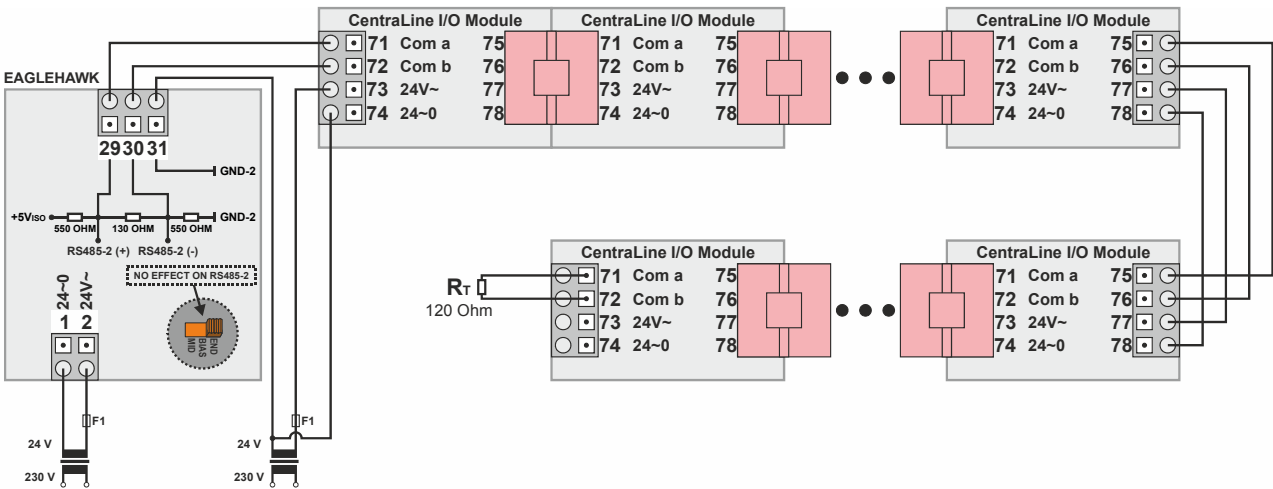 EAGLEHAWK
29 30 31
GND-2
+5VISO
550 OHM
130 OHM
550 OHM
GND-2
RS485-2 (+)
RS485-2 (-)
NO EFFECT ON RS485-2
MID
BIAS
END
24~0
24V~
1
2
F1
24 V
230 V
F1
24 V
230 V
CentraLine I/O Module
71 Com a 75
72 Com b 76
73 24V~ 77
74 24~0 78
CentraLine I/O Module
71 Com a 75
72 Com b 76
73 24V~ 77
74 24~0 78
CentraLine I/O Module
71 Com a 75
72 Com b 76
73 24V~ 77
74 24~0 78
RT
120 Ohm
CentraLine I/O Module
71 Com a 75
72 Com b 76
73 24V~ 77
74 24~0 78
CentraLine I/O Module
71 Com a 75
72 Com b 76
73 24V~ 77
74 24~0 78